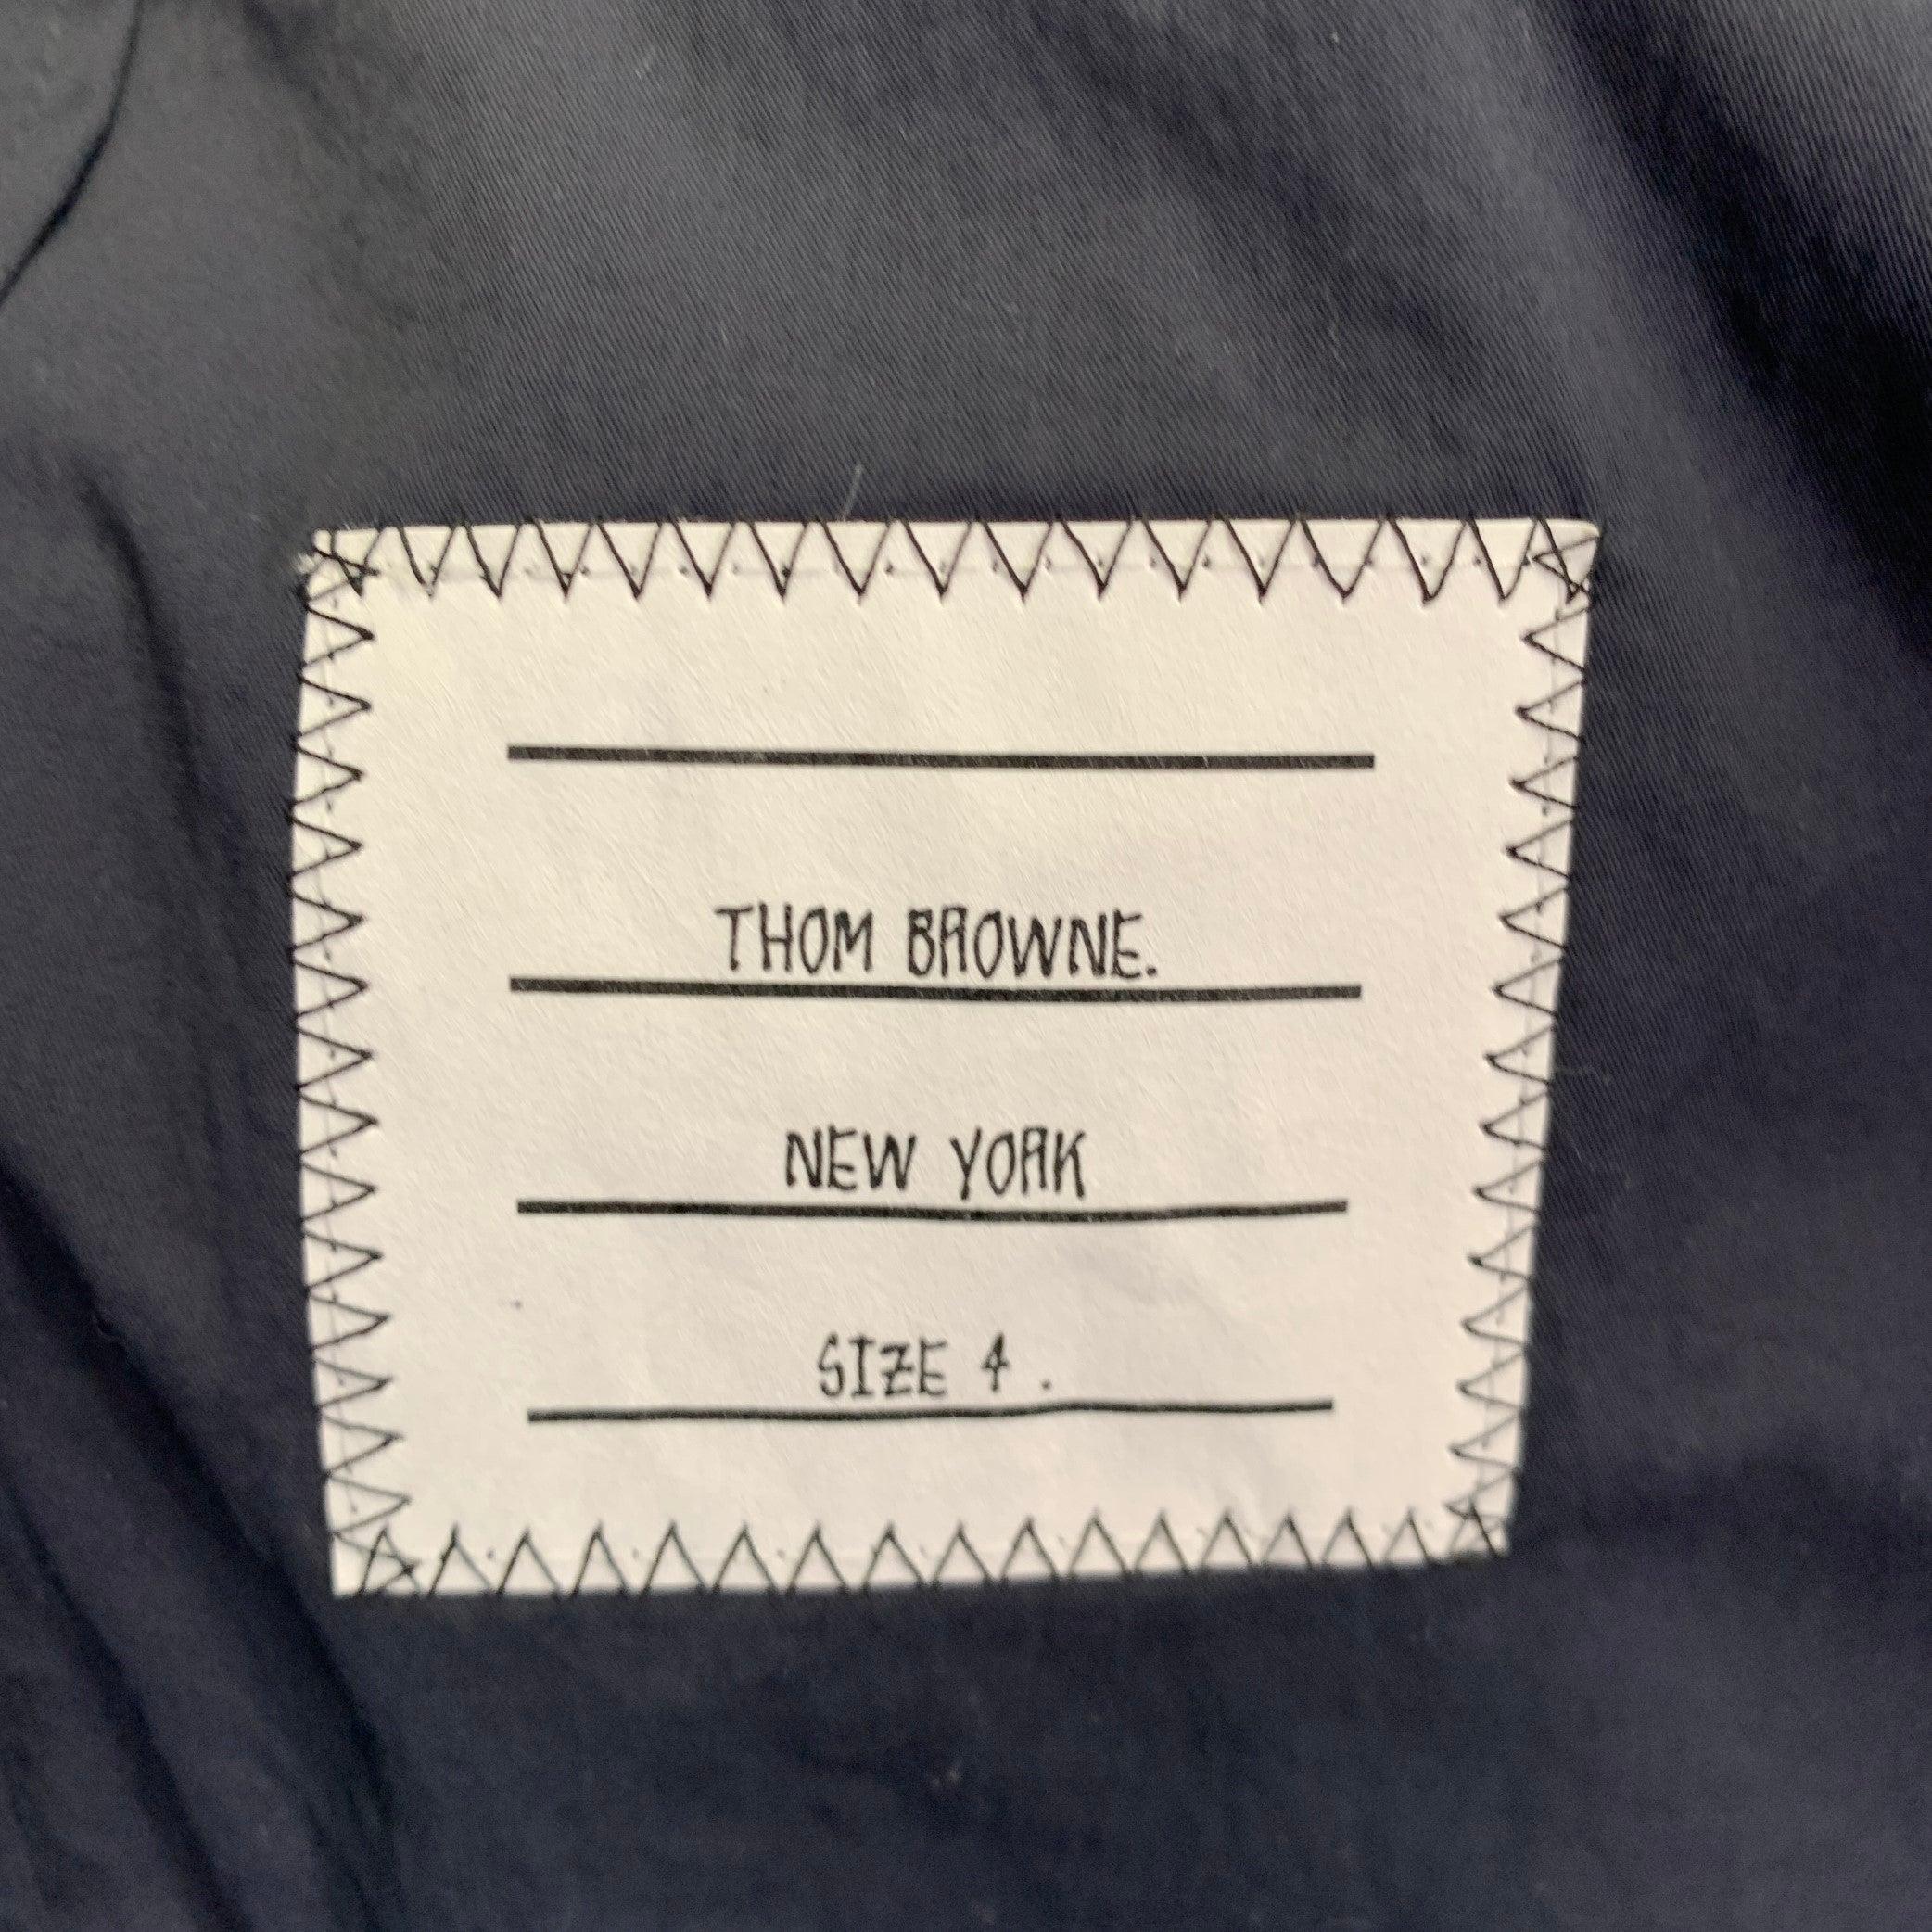 THOM BROWNE.
NEW YORK
SIZE 4 .